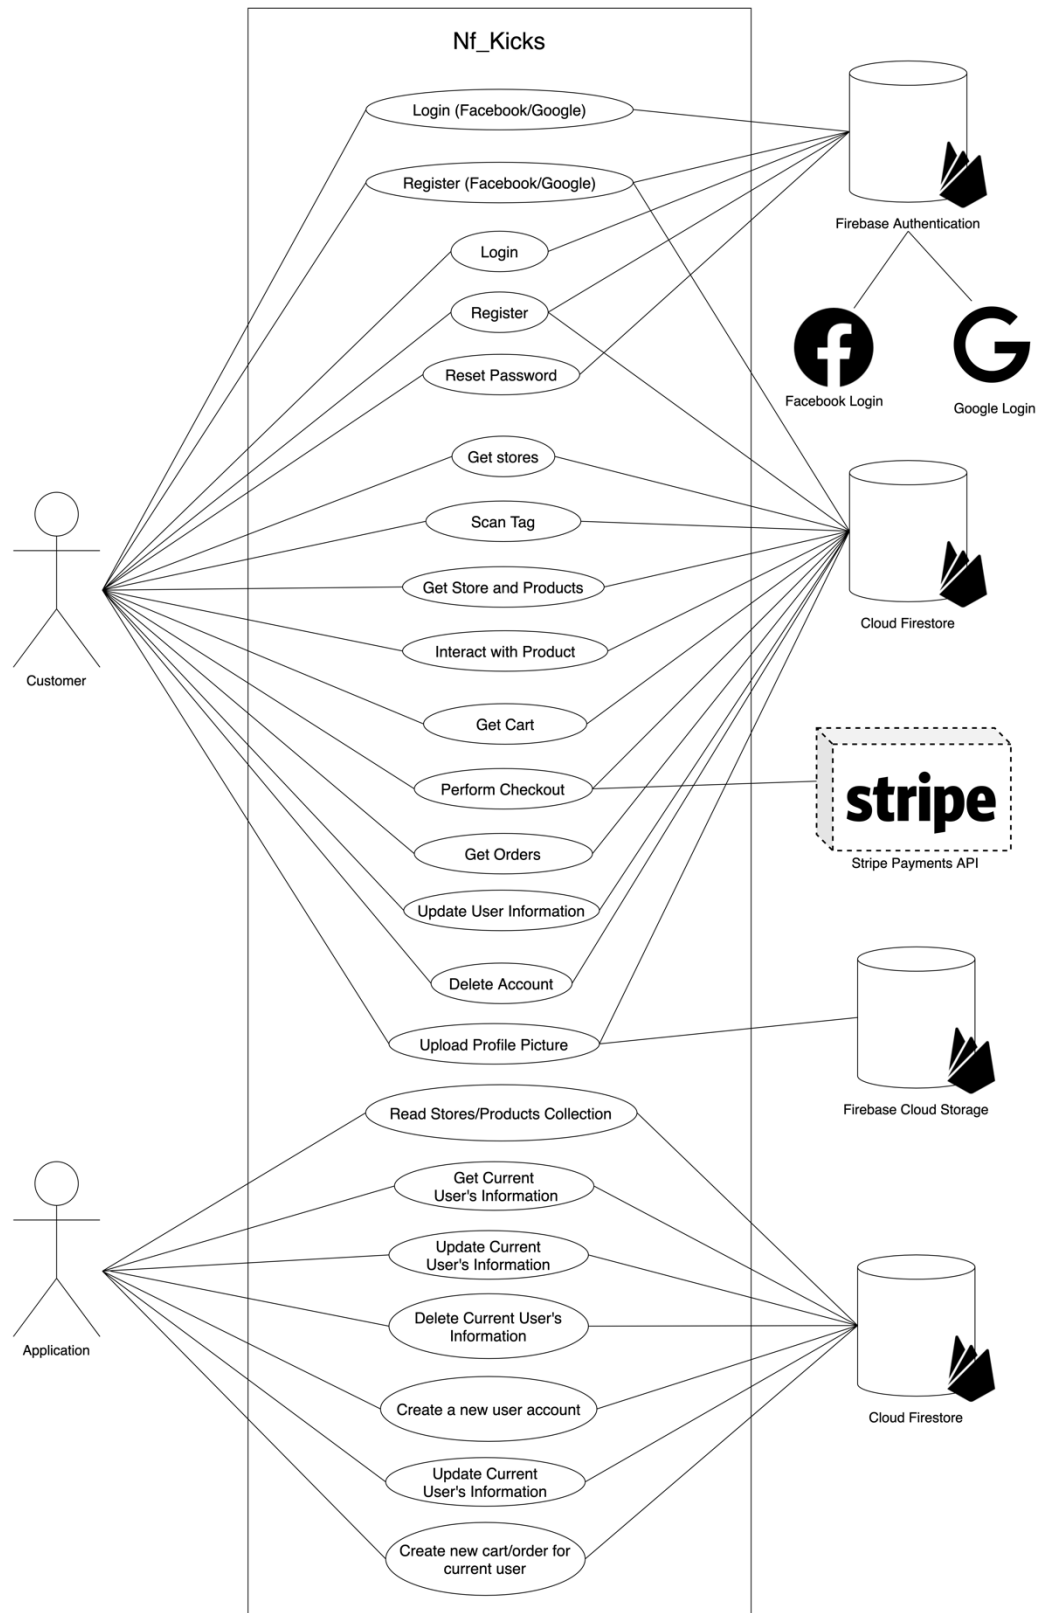 Nf_Kicks
Login (Facebook/Google)
Register (Facebook/Google)
Firebase Authentication
Login
Register
Reset Password
Facebook Login
Google Login
Get stores
Scan Tag
Get Store and Products
Cloud Firestore
Interact with Product
Customer
Get Cart
Perform Checkout
stripe
Stripe Payments API
Get Orders
Update User Information
Delete Account
Upload Profile Picture
Firebase Cloud Storage
Read Stores/Products Collection
Get Current
User's Information
Update Current
User's Information
Delete Current User's
Information
Application
Create a new user account
Cloud Firestore
Update Current
User's Information
Create new cart/order for
current user